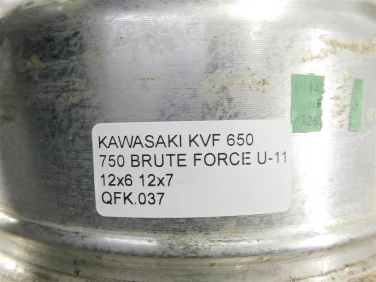 KAWASAKI KVF 650
750 BRUTE FORCE U-11
12x6 12x7
QFK.037